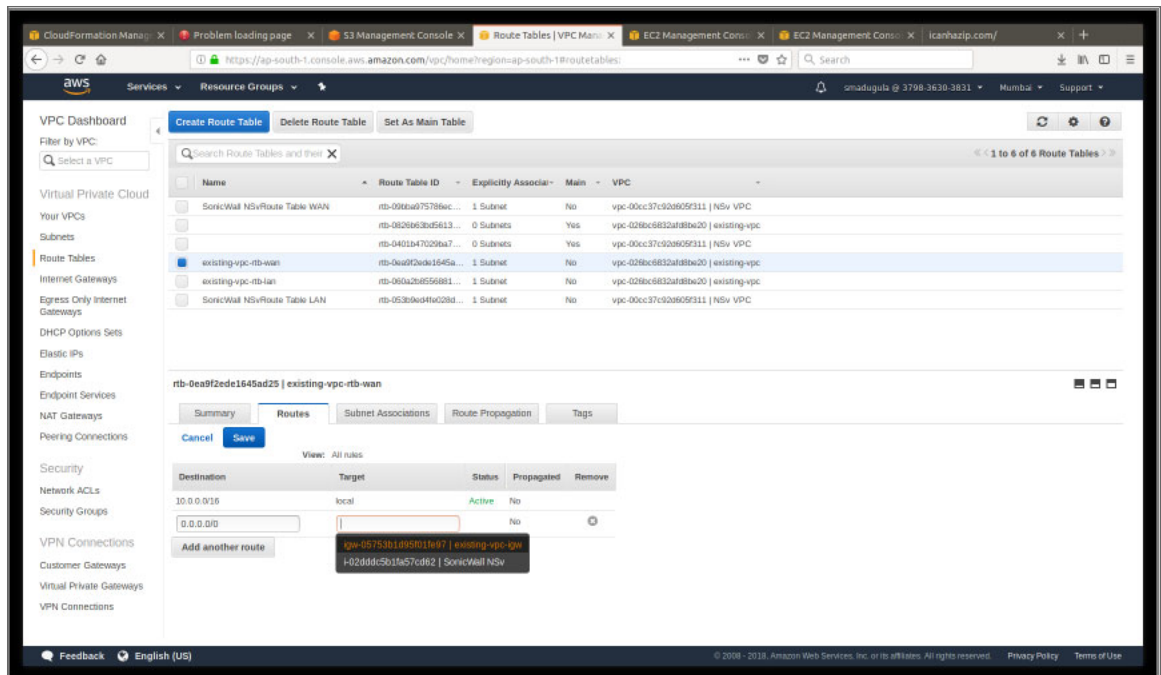 CloudFormation Manag
Problem loading page
S3 Management Console
Route Tables | VPC Mana
EC2 Management Conso
EC2 Management Conso
icanhazip.com/
https://ap-south-1.console.aws.amazon.com/vpc/home?region=ap-south-1#routetables:
Search
aws
Services
Resource Groups
smadugula @ 3798-3630-3831
Mumbai
Support
VPC Dashboard
Filter by VPC:
Select a VPC
Virtual Private Cloud
Your VPCs
Subnets
Route Tables
Internet Gateways
Egress Only Internet
Gateways
DHCP Options Sets
Elastic IPs
Endpoints
Endpoint Services
NAT Gateways
Peering Connections
Security
Network ACLs
Security Groups
VPN Connections
Customer Gateways
Virtual Private Gateways
VPN Connections
Create Route Table Delete Route Table Set As Main Table
Search Route Tables and their X
1 to 6 of 6 Route Tables
Name Route Table ID Explicitly Associat Main VPC
SonicWall NSvRoute Table WAN rtb-09bba975786ec... 1 Subnet No vpc-00cc37c92d605f311 | NSv VPC
rtb-0826b63bd5613... 0 Subnets Yes vpc-026bc6832afd8be20 | existing-vpc
rtb-0401b47029ba7... 0 Subnets Yes vpc-00cc37c92d605f311 | NSv VPC
existing-vpc-rtb-wan rtb-0ea9f2ede1645a... 1 Subnet No vpc-026bc6832afd8be20 | existing-vpc
existing-vpc-rtb-lan rtb-060a2b8556881... 1 Subnet No vpc-026bc6832afd8be20 | existing-vpc
SonicWall NSvRoute Table LAN rtb-053b9ed4fe028d... 1 Subnet No vpc-00cc37c92d605f311 | NSv VPC
rtb-0ea9f2ede1645ad25 | existing-vpc-rtb-wan
Summary Routes Subnet Associations Route Propagation Tags
Cancel Save
View: All rules
Destination Target Status Propagated Remove
10.0.0.0/16 local Active No
0.0.0.0/0 No
igw-05753b1d95f01fe97 | existing-vpc-igw
Add another route
i-02dddc5b1fa57cd62 | SonicWall NSv
Feedback English (US)
© 2008 - 2018, Amazon Web Services, Inc. or its affiliates. All rights reserved. Privacy Policy Terms of Use